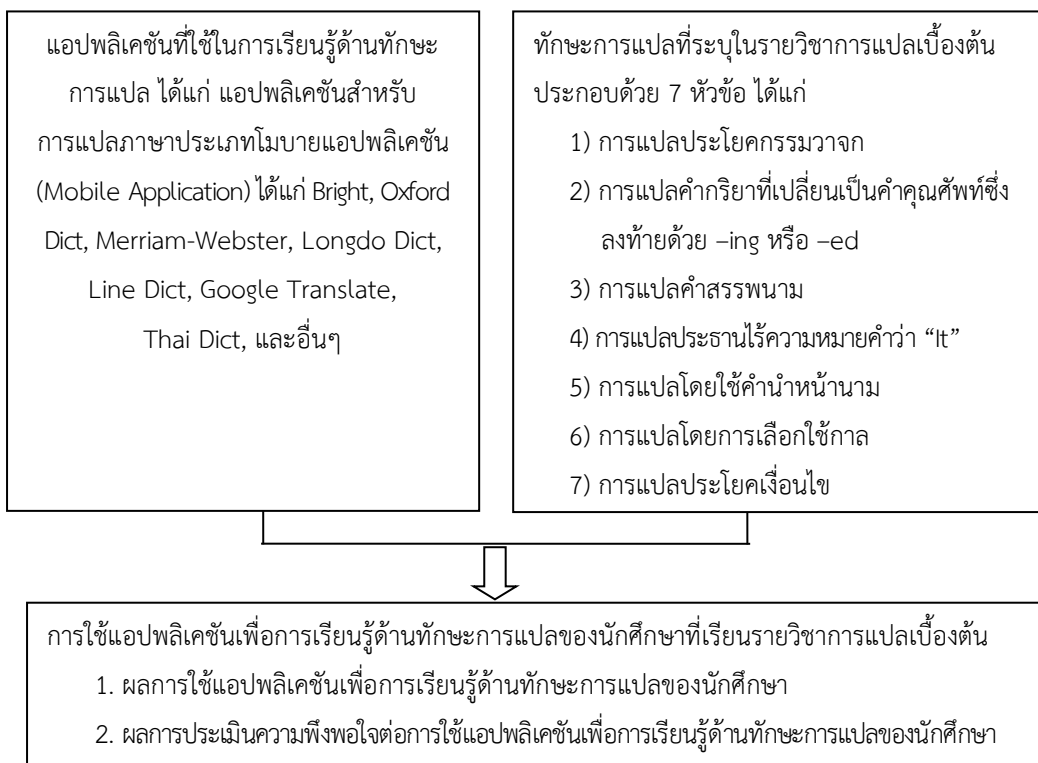 แอปพลิเคชันที่ใช้ในการเรียนรู้ด้านทักษะ
การแปล ได้แก่ แอปพลิเคชันสำหรับ
การแปลภาษาประเภทโมบายแอปพลิเคชัน
(Mobile Application) ได้แก่ Bright, Oxford
Dict, Merriam-Webster, Longdo Dict,
Line Dict, Google Translate,
Thai Dict, และอื่นๆ
ทักษะการแปลที่ระบุในรายวิชาการแปลเบื้องต้น
ประกอบด้วย 7 หัวข้อ ได้แก่
1) การแปลประโยคกรรมวาจก
2) การแปลคำกริยาที่เปลี่ยนเป็นคำคุณศัพท์ซึ่ง
ลงท้ายด้วย –ing หรือ –ed
3) การแปลคำสรรพนาม
4) การแปลประธานไร้ความหมายคำว่า “It”
5) การแปลโดยใช้คำนำหน้านาม
6) การแปลโดยการเลือกใช้กาล
7) การแปลประโยคเงื่อนไข
การใช้แอปพลิเคชันเพื่อการเรียนรู้ด้านทักษะการแปลของนักศึกษาที่เรียนรายวิชาการแปลเบื้องต้น
1. ผลการใช้แอปพลิเคชันเพื่อการเรียนรู้ด้านทักษะการแปลของนักศึกษา
2. ผลการประเมินความพึงพอใจต่อการใช้แอปพลิเคชันเพื่อการเรียนรู้ด้านทักษะการแปลของนักศึกษา